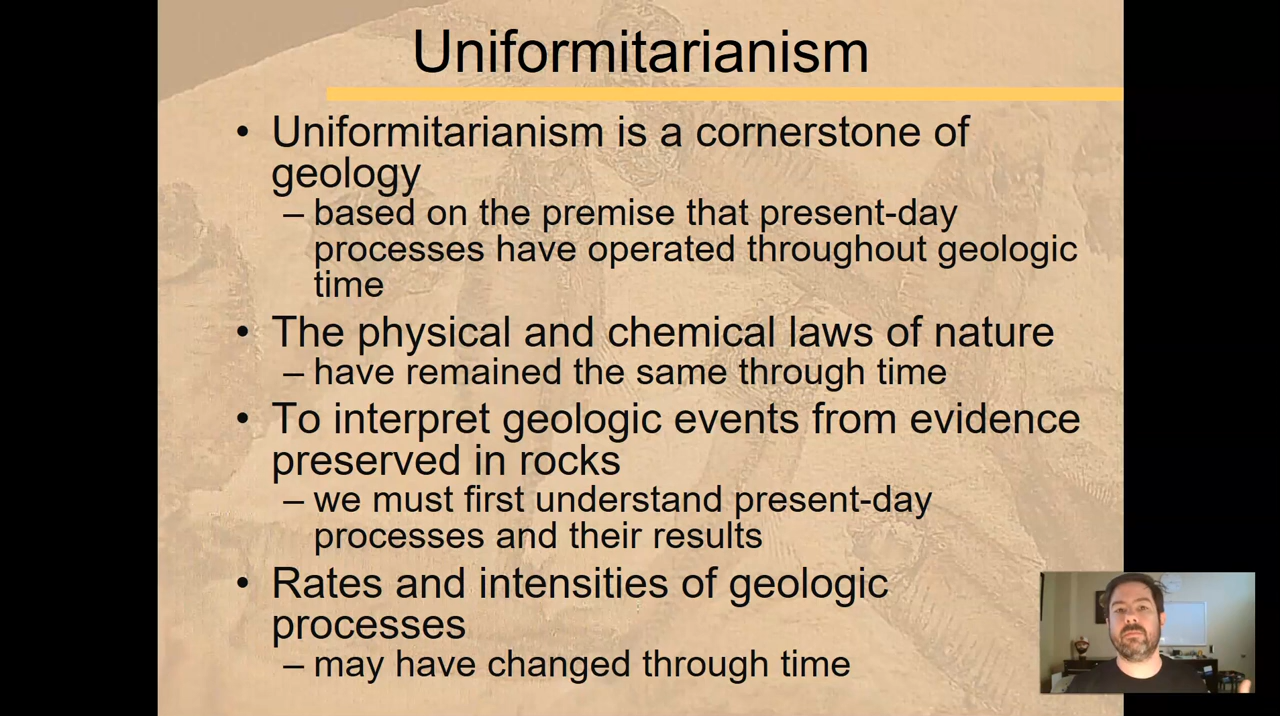 Uniformitarianism
• Uniformitarianism is a cornerstone of
geology
– based on the premise that present-day
processes have operated throughout geologic
time
• The physical and chemical laws of nature
– have remained the same through time
• To interpret geologic events from evidence
preserved in rocks
– we must first understand present-day
processes and their results
• Rates and intensities of geologic
processes
– may have changed through time